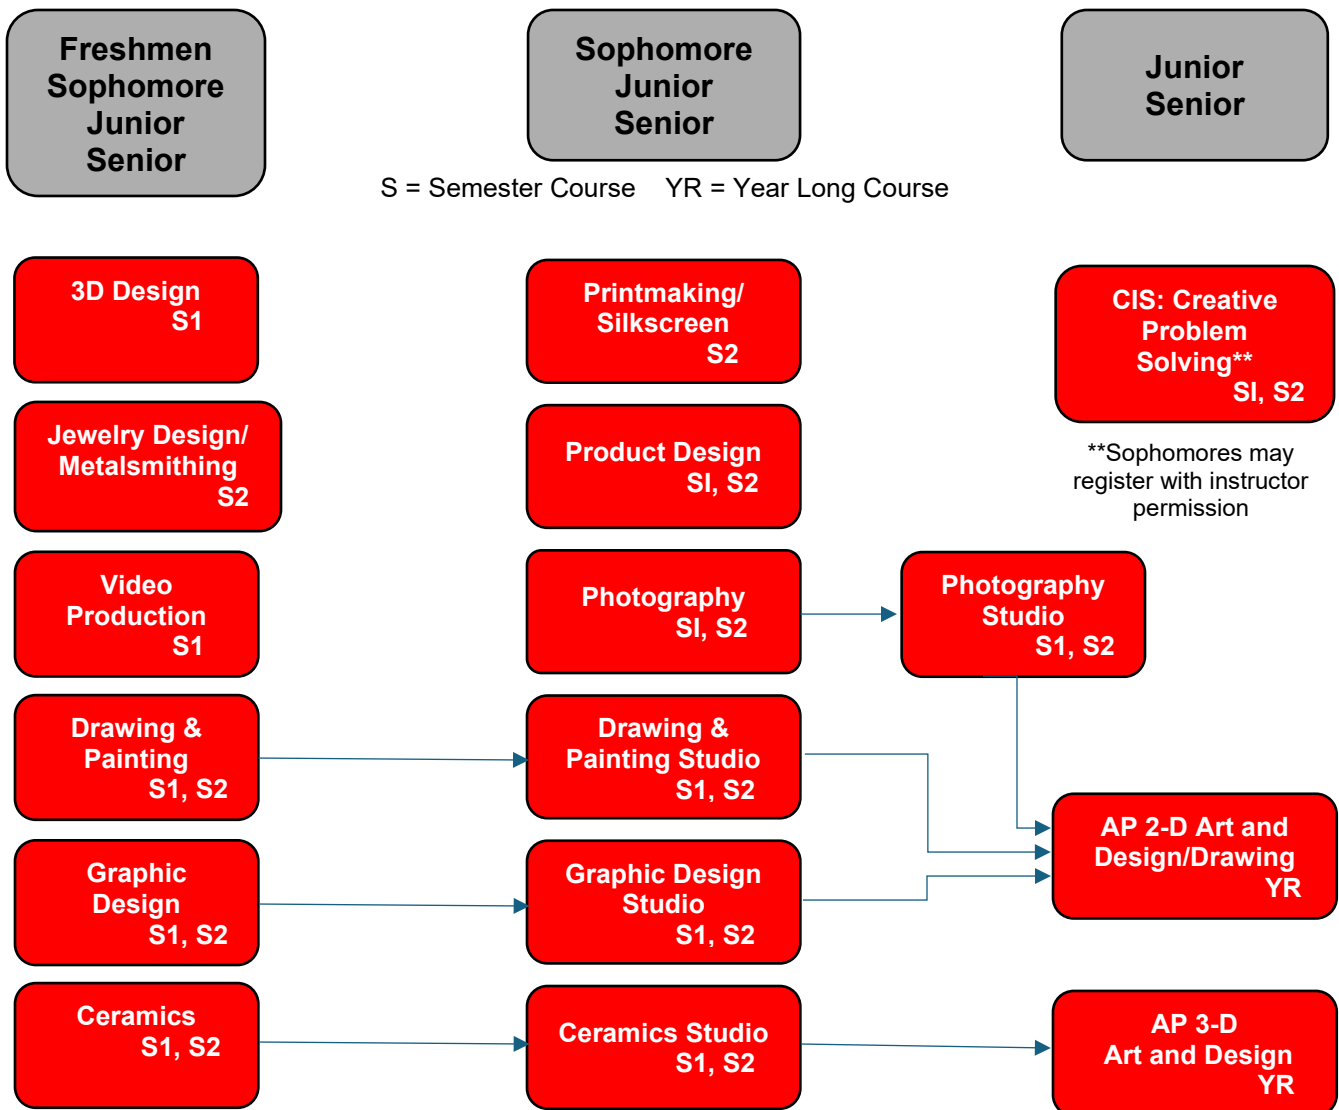 Freshmen
Sophomore
Junior
Senior
Sophomore
Junior
Senior
Junior
Senior
S = Semester Course    YR = Year Long Course
3D Design
S1
Printmaking/
Silkscreen
S2
CIS: Creative
Problem
Solving**
SI, S2
**Sophomores may
register with instructor
permission
Jewelry Design/
Metalsmithing
S2
Product Design
SI, S2
Video
Production
S1
Photography
SI, S2
Photography
Studio
S1, S2
Drawing &
Painting
S1, S2
Drawing &
Painting Studio
S1, S2
AP 2-D Art and
Design/Drawing
YR
Graphic
Design
S1, S2
Graphic Design
Studio
S1, S2
Ceramics
S1, S2
Ceramics Studio
S1, S2
AP 3-D
Art and Design
YR